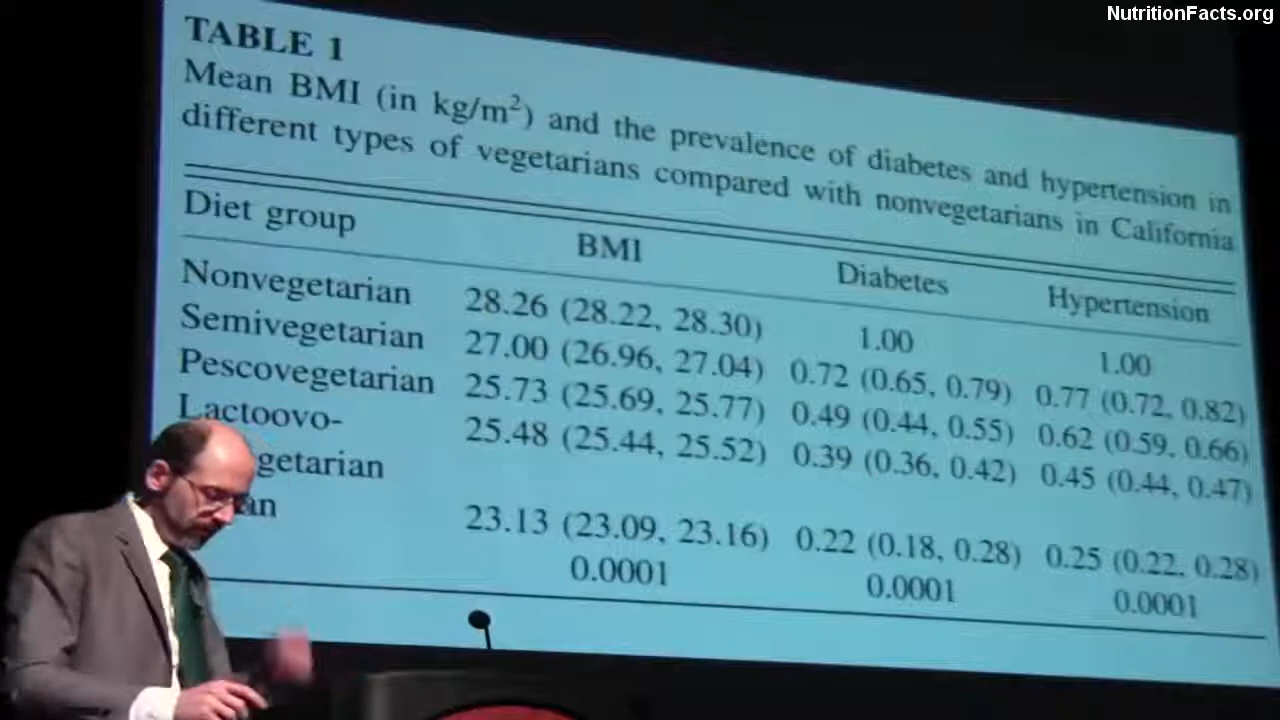 NutritionFacts.org
TABLE 1
Mean BMI (in kg/m²) and the prevalence of diabetes and hypertension in
different types of vegetarians compared with nonvegetarians in California
Diet group BMI Diabetes Hypertension
Nonvegetarian 28.26 (28.22, 28.30) 1.00 1.00
Semivegetarian 27.00 (26.96, 27.04) 0.72 (0.65, 0.79) 0.77 (0.72, 0.82)
Pescovegetarian 25.73 (25.69, 25.77) 0.49 (0.44, 0.55) 0.62 (0.59, 0.66)
Lactoovo- 25.48 (25.44, 25.52) 0.39 (0.36, 0.42) 0.45 (0.44, 0.47)
getarian
an 23.13 (23.09, 23.16) 0.22 (0.18, 0.28) 0.25 (0.22, 0.28)
0.0001 0.0001 0.0001